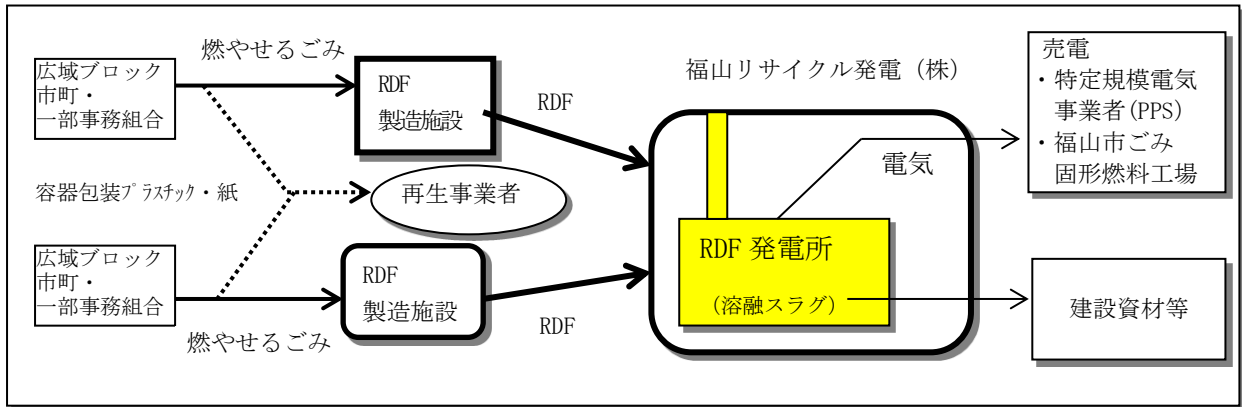 燃やせるごみ
広域ブロック
市町・
一部事務組合
RDF
製造施設
RDF
福山リサイクル発電（株）
売電
・特定規模電気
事業者(PPS)
・福山市ごみ
固形燃料工場
電気
容器包装プラスチック・紙
再生事業者
広域ブロック
市町・
一部事務組合
RDF
製造施設
燃やせるごみ
RDF
RDF 発電所
（溶融スラグ）
建設資材等